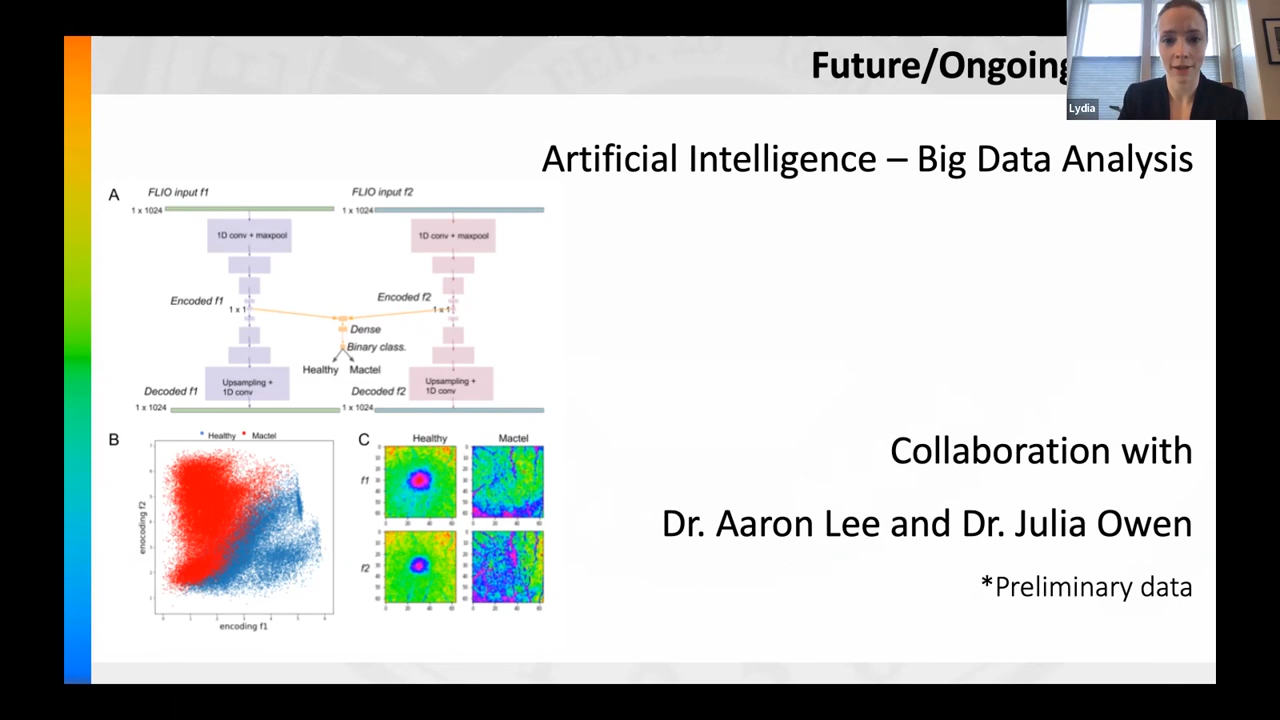 Future/Ongoing
Lydia
Artificial Intelligence – Big Data Analysis
A
FLIO input f1
FLIO input f2
1 x 1024
1 x 1024
1D conv + maxpool
1D conv + maxpool
Encoded f1
Encoded f2
1 x 1
1 x 1
Dense
Binary class.
Healthy Mactel
Upsampling +
1D conv
Upsampling +
1D conv
Decoded f1
Decoded f2
1 x 1024
1 x 1024
B
Healthy Mactel
encoding f2
encoding f1
C
Healthy
Mactel
f1
f2
Collaboration with
Dr. Aaron Lee and Dr. Julia Owen
*Preliminary data